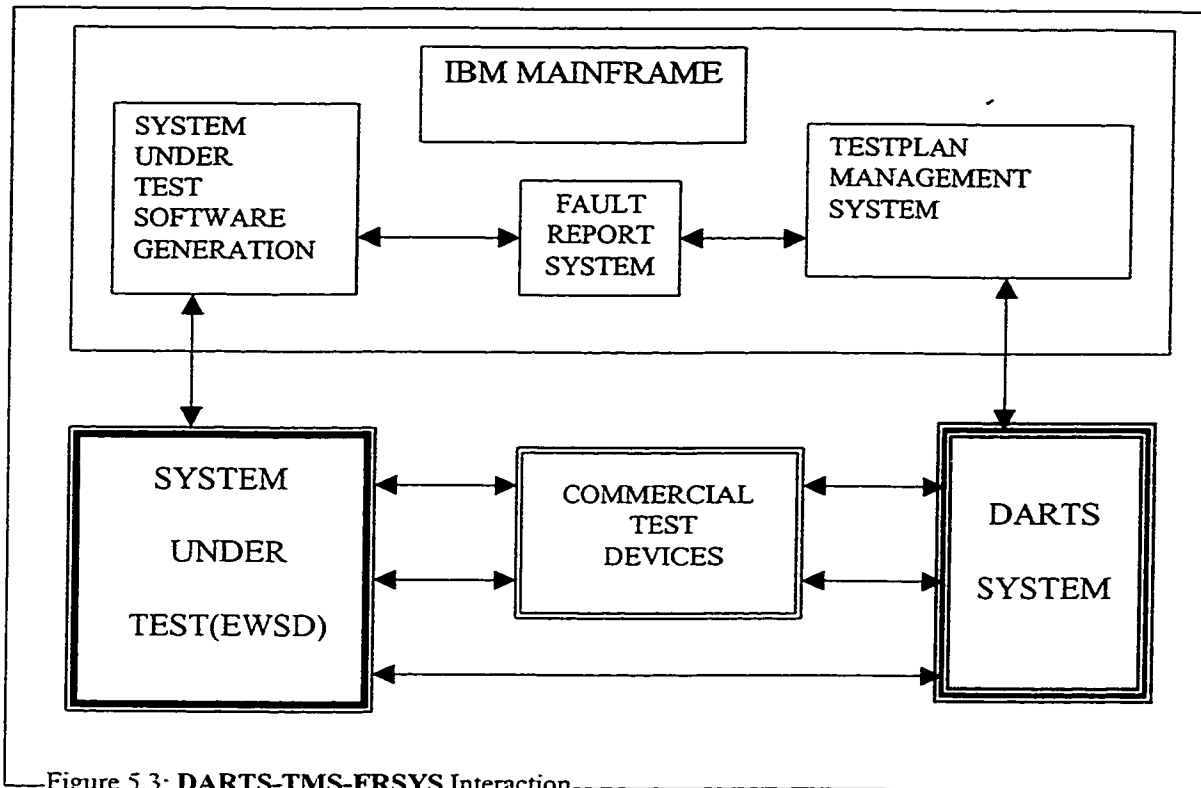 IBM MAINFRAME
SYSTEM
UNDER
TEST
SOFTWARE
GENERATION
FAULT
REPORT
SYSTEM
TESTPLAN
MANAGEMENT
SYSTEM
SYSTEM
UNDER
TEST(EWSD)
COMMERCIAL
TEST
DEVICES
DARTS
SYSTEM
Figure 5.3: DARTS-TMS-FRSYS Interaction